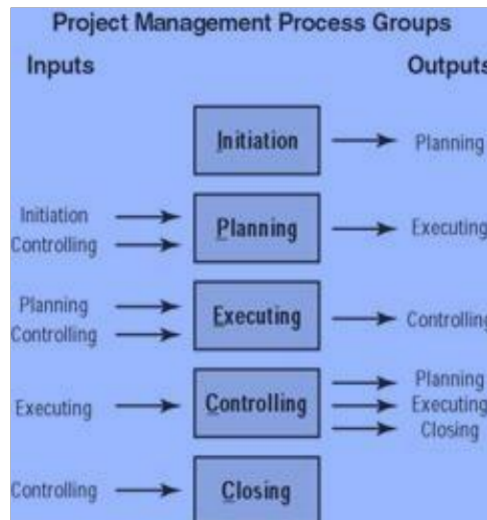 Project Management Process Groups
Inputs
Outputs
Initiation
Planning
Initiation
Controlling
Planning
Executing
Planning
Controlling
Executing
Controlling
Executing
Controlling
Planning
Executing
Closing
Controlling
Closing